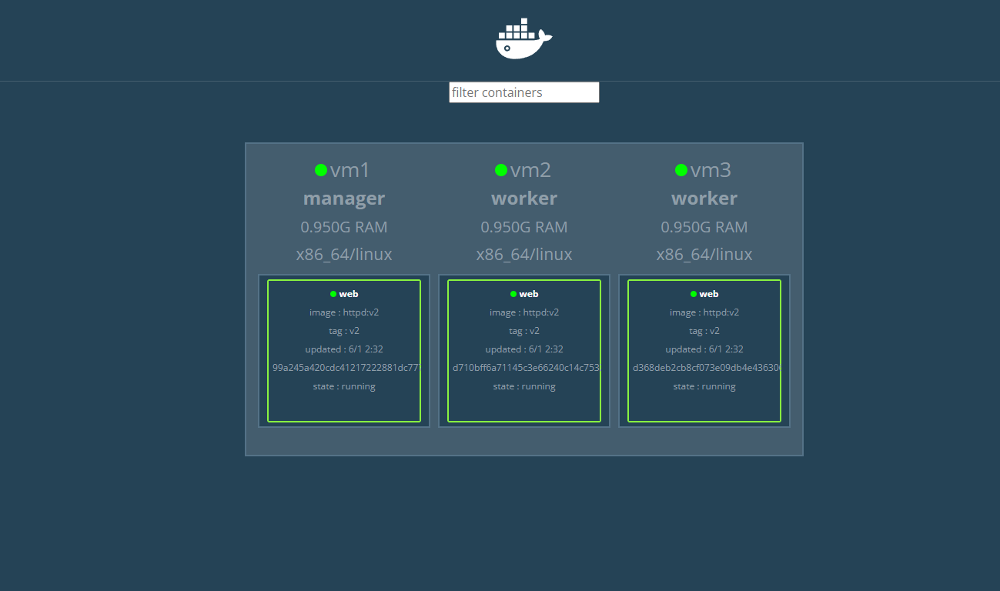 filter containers
vm1
manager
0.950G RAM
x86_64/linux
web
image : httpd:v2
tag : v2
updated : 6/1 2:32
99a245a420cdc41217222881dc77
state : running
vm2
worker
0.950G RAM
x86_64/linux
web
image : httpd:v2
tag : v2
updated : 6/1 2:32
d710bff6a71145c3e66240c14c753
state : running
vm3
worker
0.950G RAM
x86_64/linux
web
image : httpd:v2
tag : v2
updated : 6/1 2:32
d368deb2cb8cf073e09db4e43630
state : running